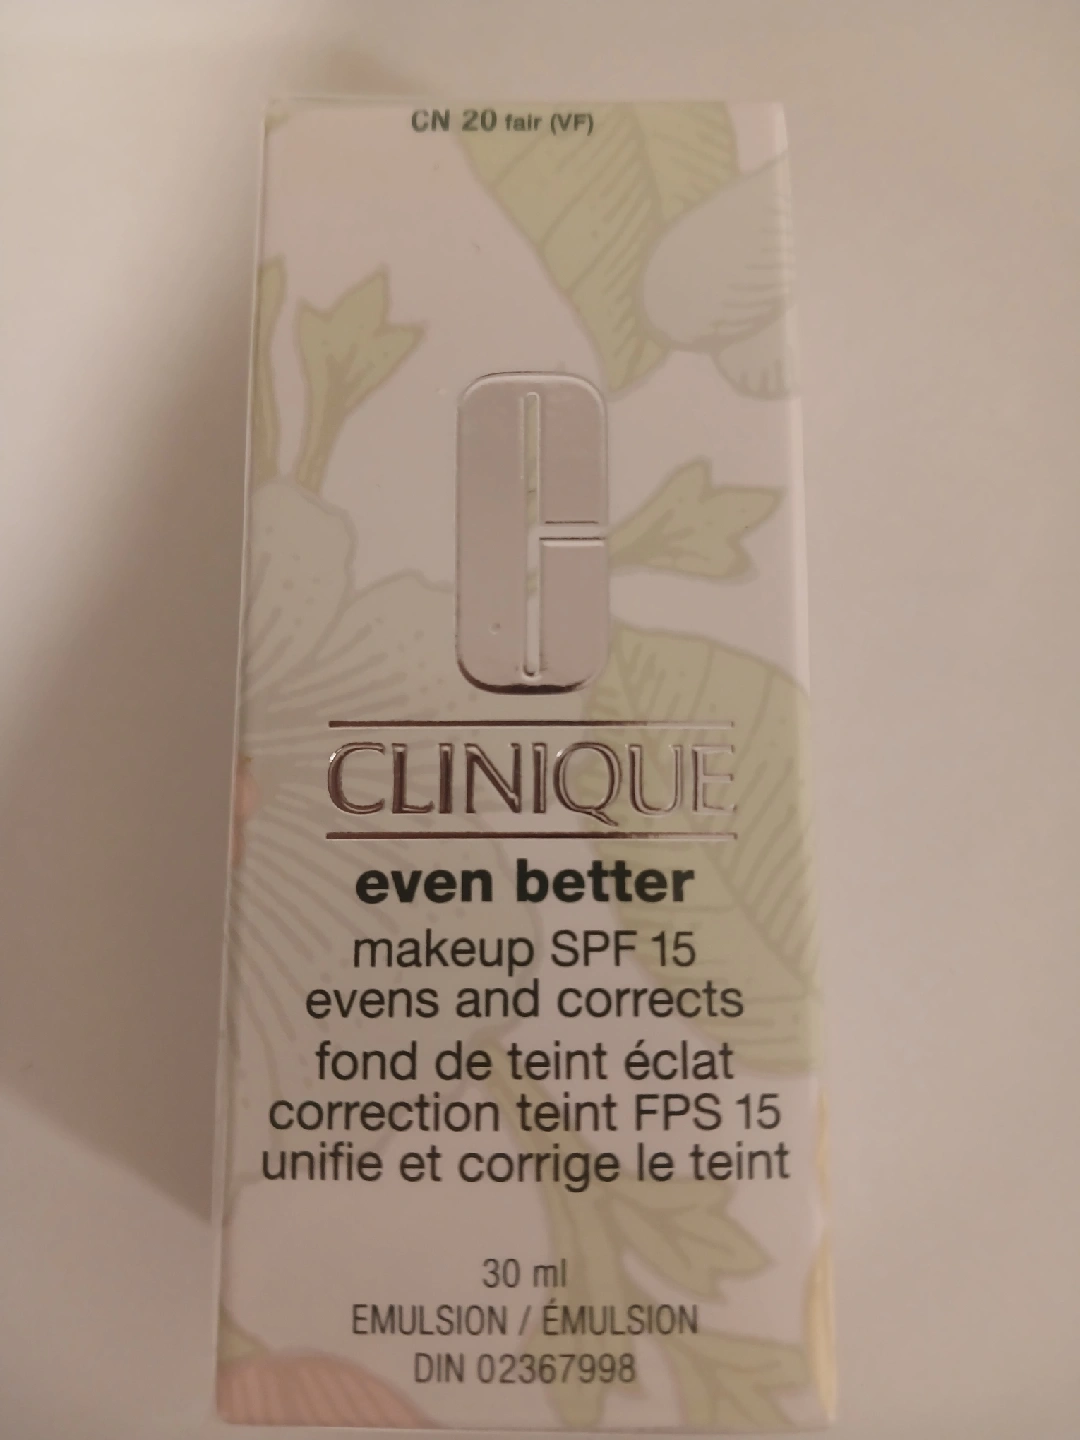 CN 20 fair (VF)
CLINIQUE
even better
makeup SPF 15
evens and corrects
fond de teint éclat
correction teint FPS 15
unifie et corrige le teint
30 ml
EMULSION / ÉMULSION
DIN 02367998